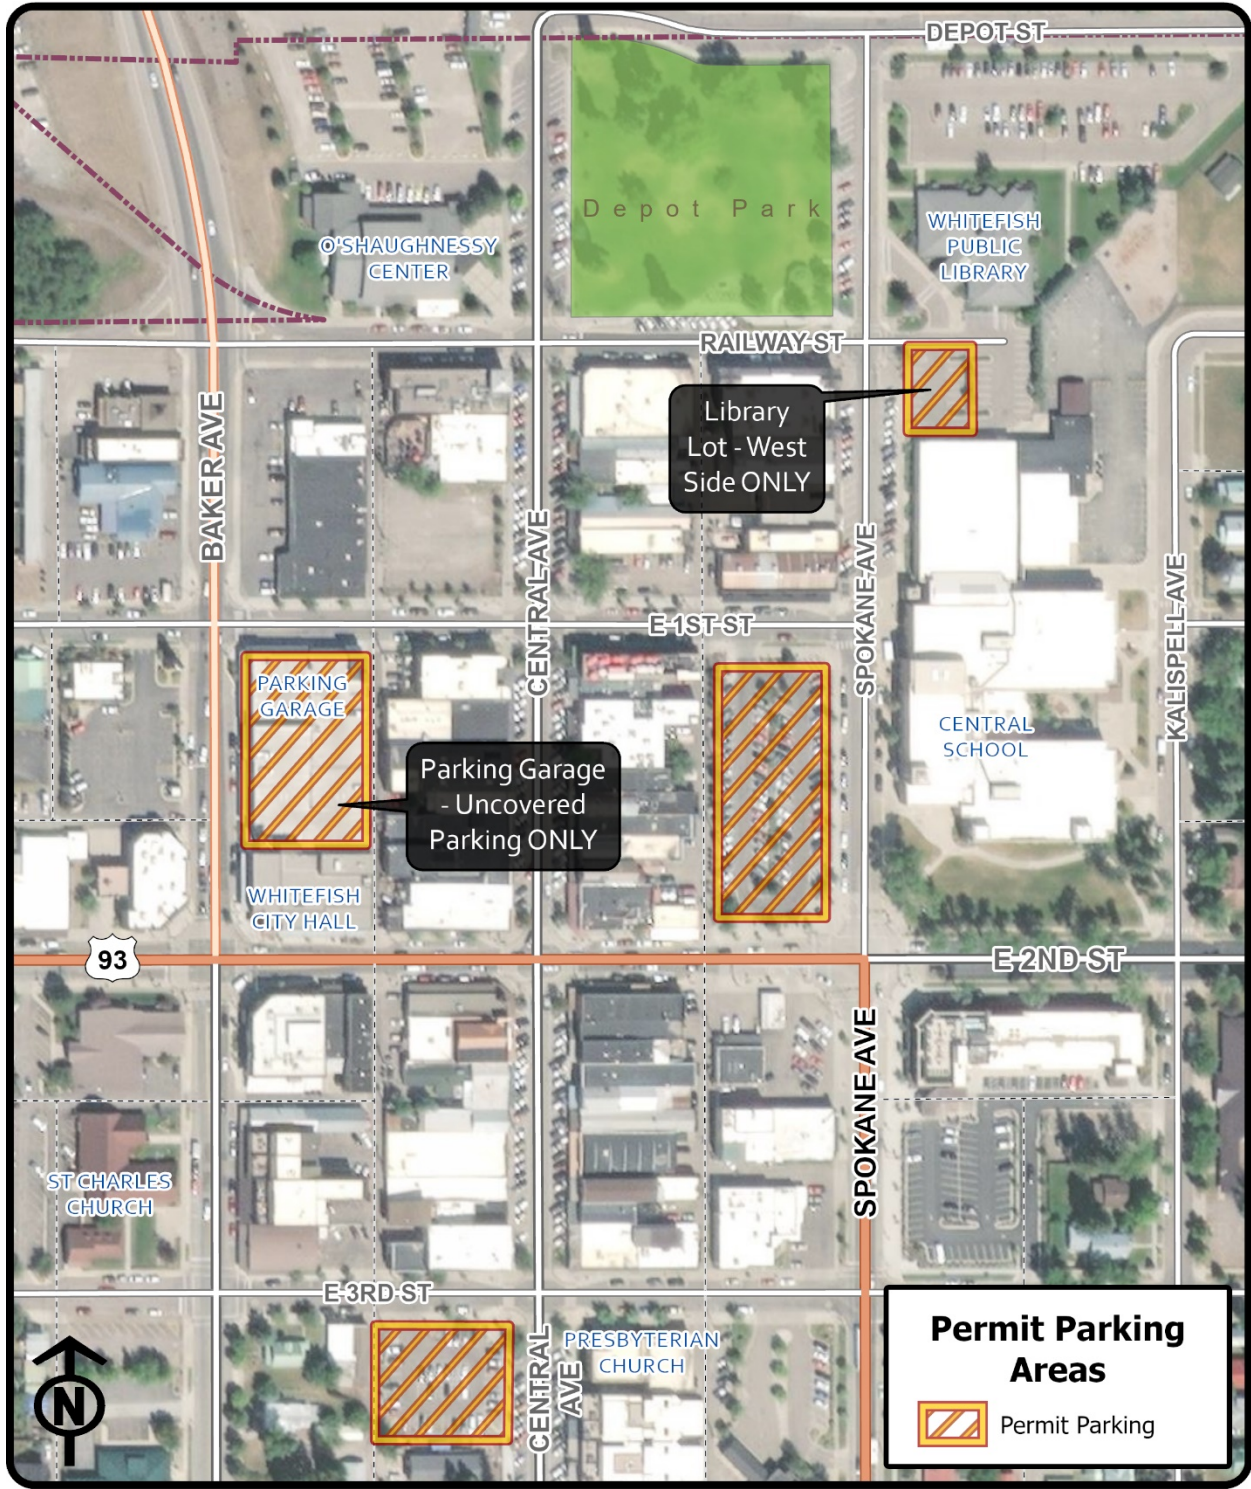 DEPOT ST
Depot Park
WHITEFISH
PUBLIC
LIBRARY
O'SHAUGHNESSY
CENTER
RAILWAY ST
Library
Lot - West
Side ONLY
BAKER AVE
CENTRAL AVE
SPOKANE AVE
KALISPELL AVE
E 1ST ST
PARKING
GARAGE
CENTRAL
SCHOOL
Parking Garage
- Uncovered
Parking ONLY
WHITEFISH
CITY HALL
93
E 2ND ST
SPOKANE AVE
ST CHARLES
CHURCH
E 3RD ST
PRESBYTERIAN
CHURCH
CENTRAL
AVE
N
Permit Parking
Areas
Permit Parking